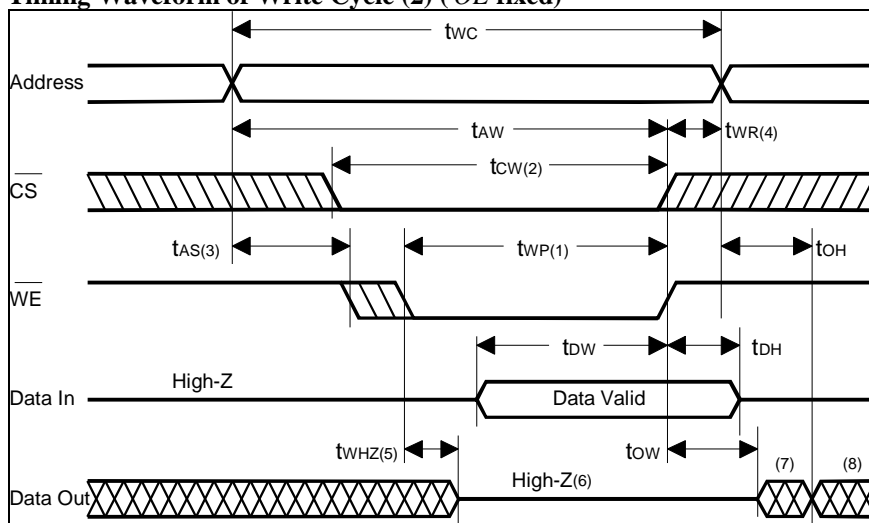 Timing Waveform of Write Cycle (2) (OE fixed)
tWC
Address
tAW
tWR(4)
tCW(2)
CS
tAS(3)
tWP(1)
tOH
WE
tDW
tDH
High-Z
Data In
Data Valid
tWHZ(5)
tOW
High-Z(6)
(7)
(8)
Data Out